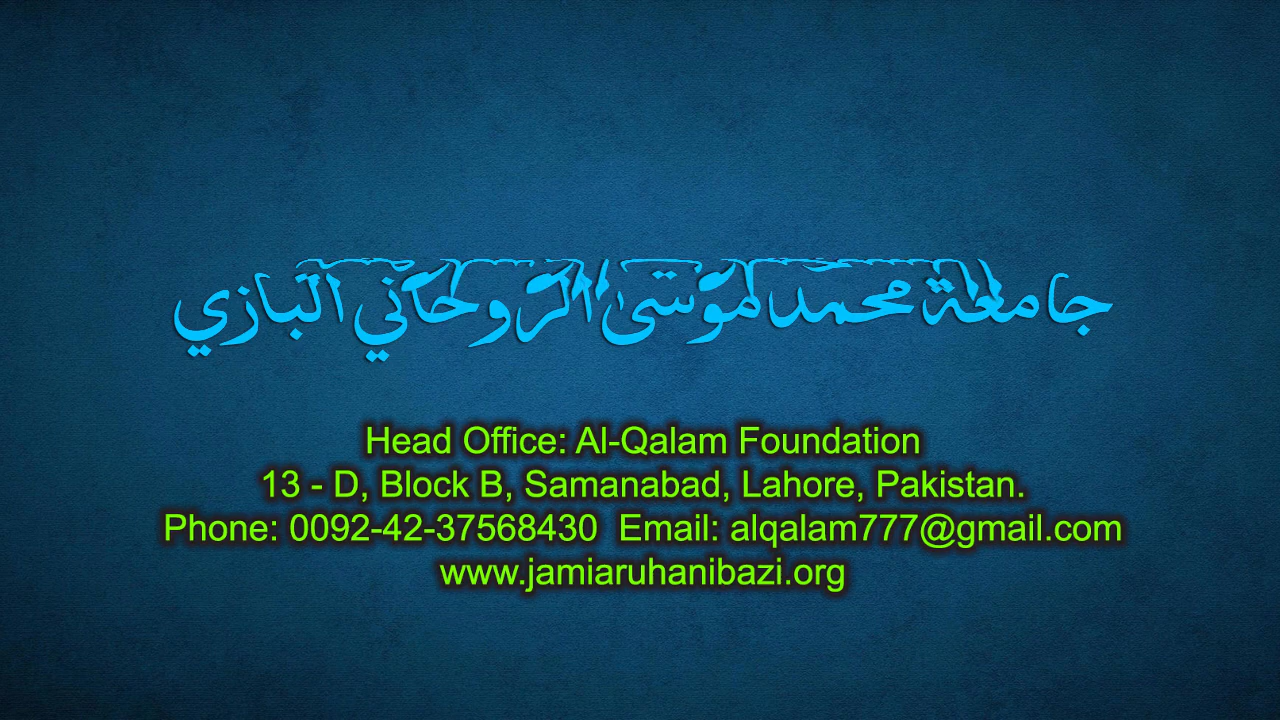 جامعة محمد موسى الروحاني البازي
Head Office: Al-Qalam Foundation
13 - D, Block B, Samanabad, Lahore, Pakistan.
Phone: 0092-42-37568430 Email: alqalam777@gmail.com
www.jamiaruhanibazi.org